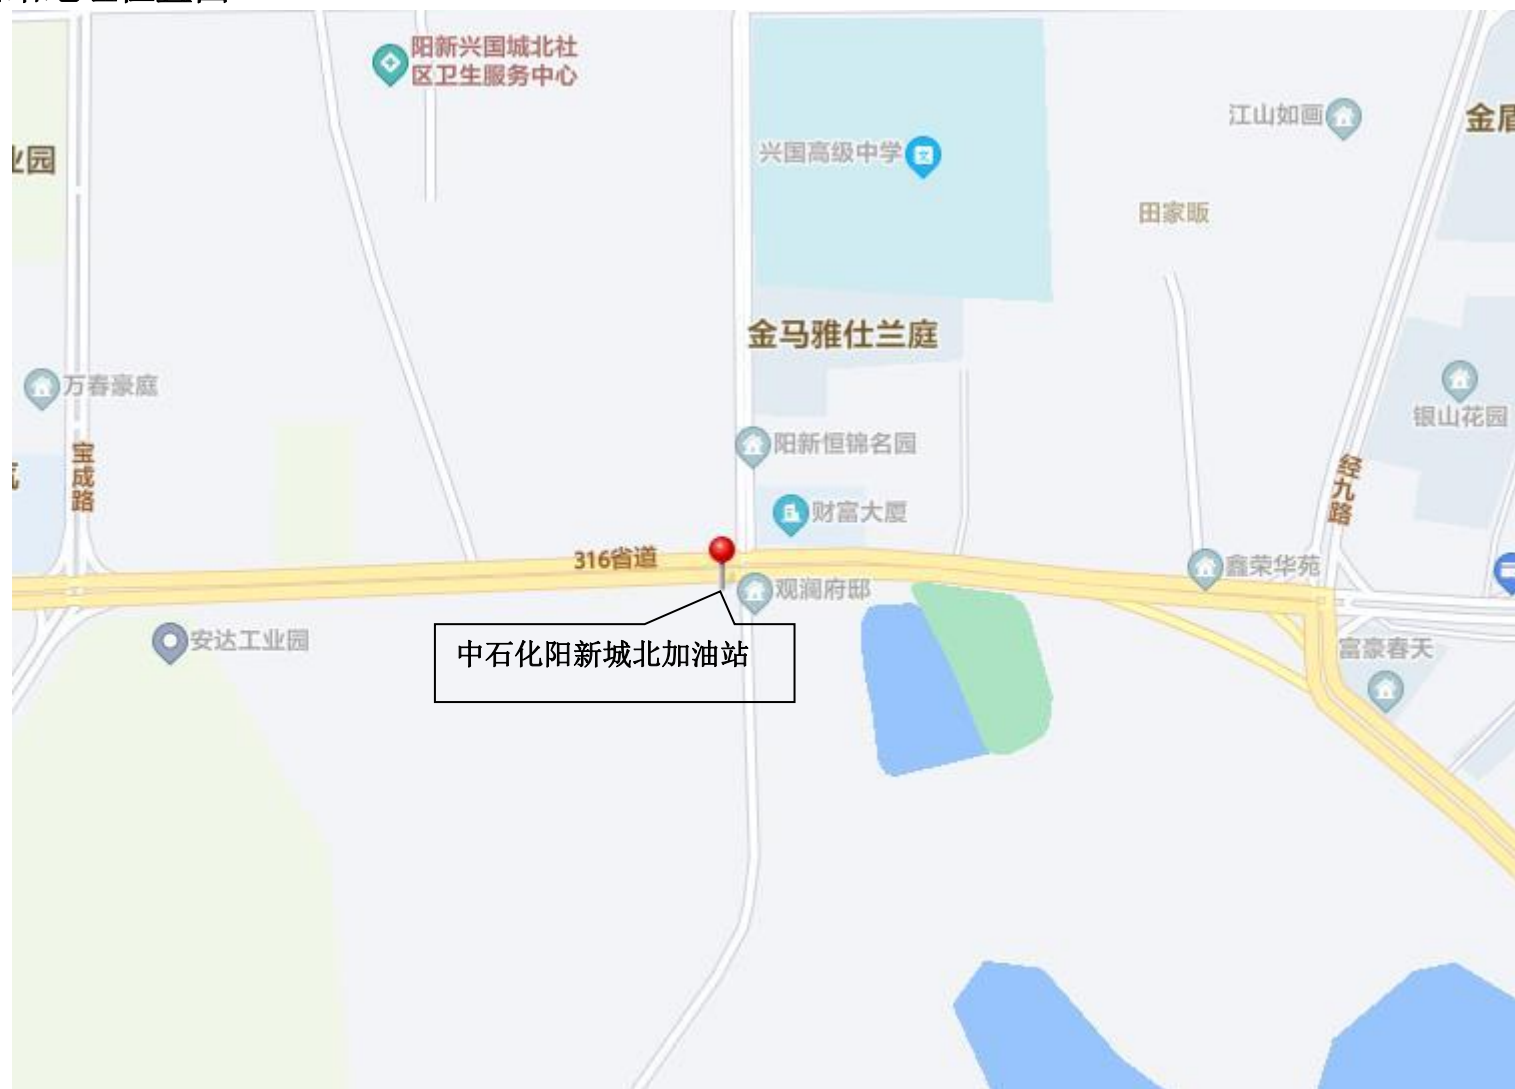 阳新兴国城北社
区卫生服务中心
江山如画
金盾
兴国高级中学
业园
田家畈
金马雅仕兰庭
万春豪庭
银山花园
阳新恒锦名园
宝成路
经九路
财富大厦
316省道
鑫荣华苑
观澜府邸
安达工业园
中石化阳新城北加油站
富豪春天